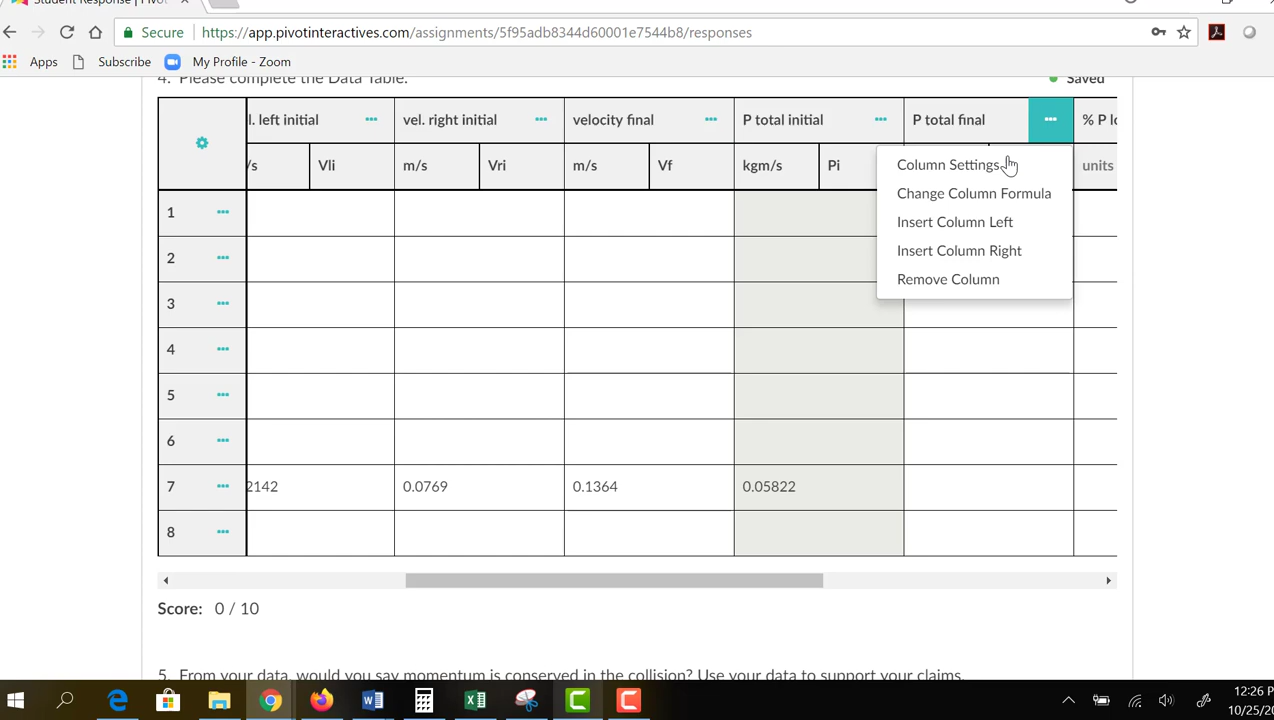 Student Response | Pivot
Secure https://app.pivotinteractives.com/assignments/5f95adb8344d60001e7544b8/responses
Apps Subscribe My Profile - Zoom
4. Please complete the Data Table. Saved
l. left initial vel. right initial velocity final P total initial P total final % P lo
/s Vli m/s Vri m/s Vf kgm/s Pi units
Column Settings
Change Column Formula
Insert Column Left
Insert Column Right
Remove Column
1
2
3
4
5
6
7 2142 0.0769 0.1364 0.05822
8
Score: 0 / 10
5. From your data, would you say momentum is conserved in the collision? Use your data to support your claims.
12:26 P
10/25/20